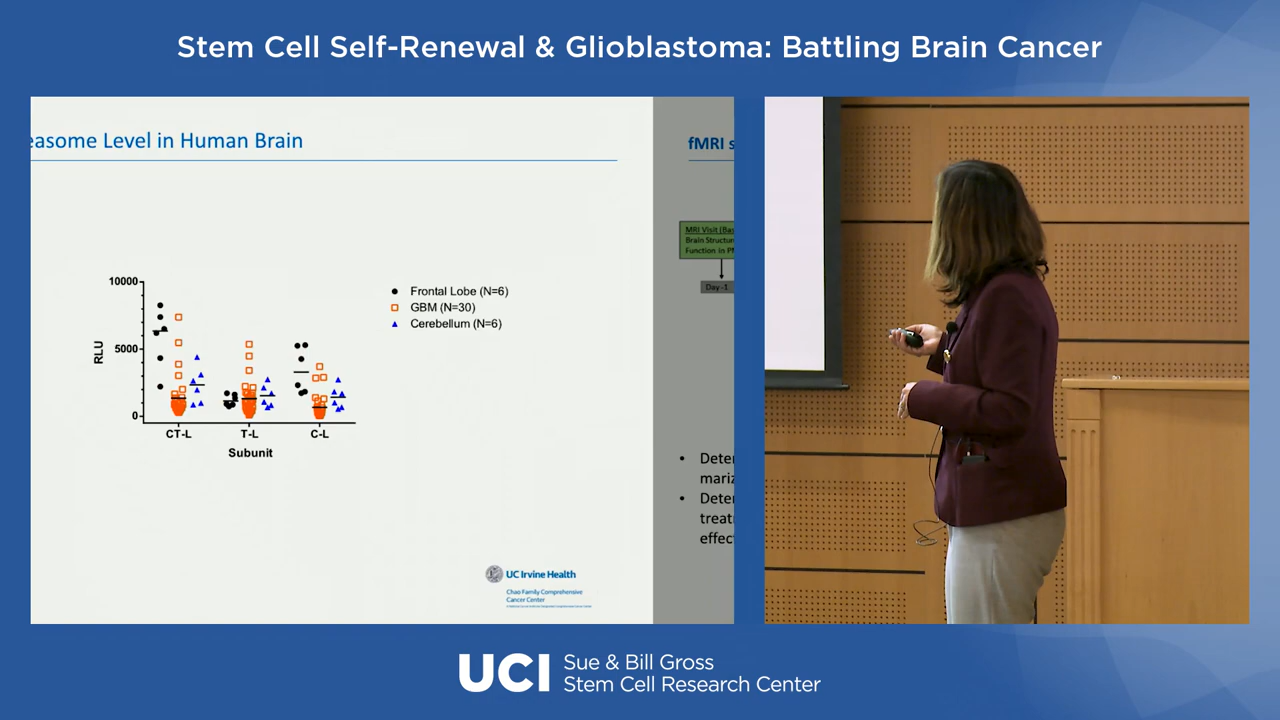 Stem Cell Self-Renewal & Glioblastoma: Battling Brain Cancer
easome Level in Human Brain
10000
5000
0
RLU
CT-L
T-L
C-L
Subunit
Frontal Lobe (N=6)
GBM (N=30)
Cerebellum (N=6)
UC Irvine Health
Chao Family Comprehensive
Cancer Center
fMRI s
MRI Visit (Bas
Brain Structur
Function in
Day -1
• Deter
mariz
• Deter
treat
effec
UCI
Sue & Bill Gross
Stem Cell Research Center